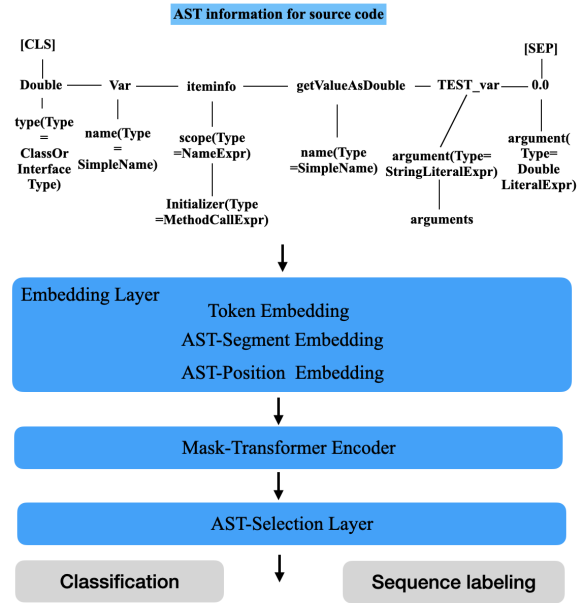 AST information for source code
[CLS]
[SEP]
Double
Var
iteminfo
getValueAsDouble
TEST_var
0.0
type(Type
=
ClassOr
Interface
Type)
name(Type
=
SimpleName)
scope(Type
=NameExpr)
Initializer(Type
=MethodCallExpr)
name(Type
=SimpleName)
argument(Type=
StringLiteralExpr)
arguments
argument(
Type=
Double
LiteralExpr)
Embedding Layer
Token Embedding
AST-Segment Embedding
AST-Position Embedding
Mask-Transformer Encoder
AST-Selection Layer
Classification
Sequence labeling